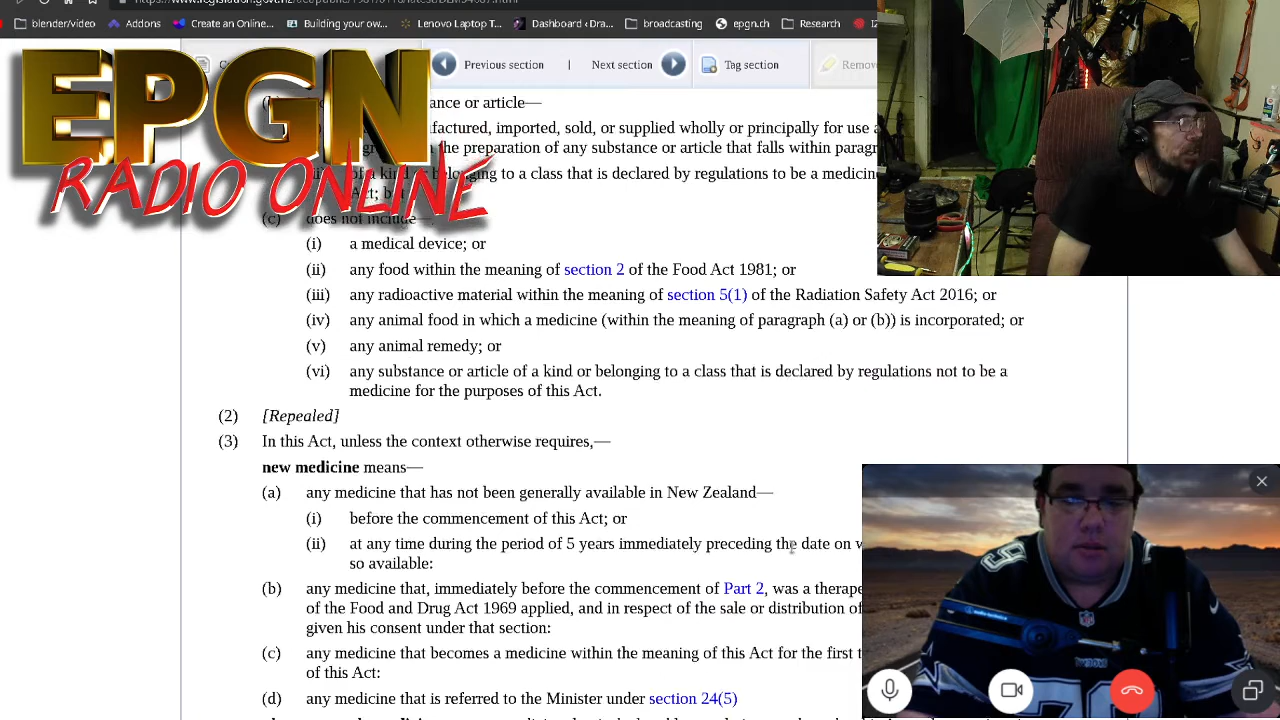 blender/video
Addons
Create an Online...
Building your ow...
Lenovo Laptop T...
Dashboard ‹ Dra...
broadcasting
epgn.ch
Research
EPGN
RADIO ONLINE
Previous section | Next section
Tag section
Remov
ance or article—
factured, imported, sold, or supplied wholly or principally for use a
the preparation of any substance or article that falls within paragr
of a kind or belonging to a class that is declared by regulations to be a medicine
Act; but
(c) does not include—
(i) a medical device; or
(ii) any food within the meaning of section 2 of the Food Act 1981; or
(iii) any radioactive material within the meaning of section 5(1) of the Radiation Safety Act 2016; or
(iv) any animal food in which a medicine (within the meaning of paragraph (a) or (b)) is incorporated; or
(v) any animal remedy; or
(vi) any substance or article of a kind or belonging to a class that is declared by regulations not to be a
medicine for the purposes of this Act.
(2) [Repealed]
(3) In this Act, unless the context otherwise requires,—
new medicine means—
(a) any medicine that has not been generally available in New Zealand—
(i) before the commencement of this Act; or
(ii) at any time during the period of 5 years immediately preceding the date on w
so available:
(b) any medicine that, immediately before the commencement of Part 2, was a therape
of the Food and Drug Act 1969 applied, and in respect of the sale or distribution of
given his consent under that section:
(c) any medicine that becomes a medicine within the meaning of this Act for the first t
of this Act:
(d) any medicine that is referred to the Minister under section 24(5)